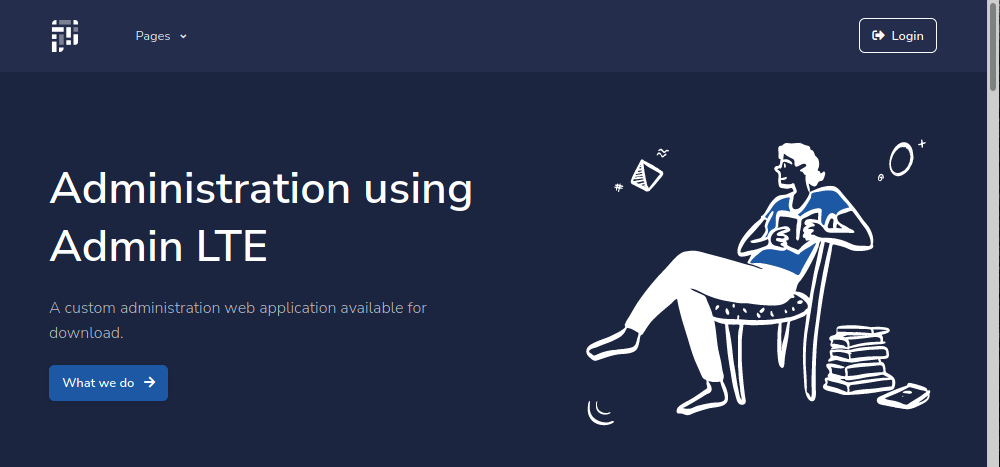 Pages
Login
Administration using
Admin LTE
A custom administration web application available for
download.
What we do